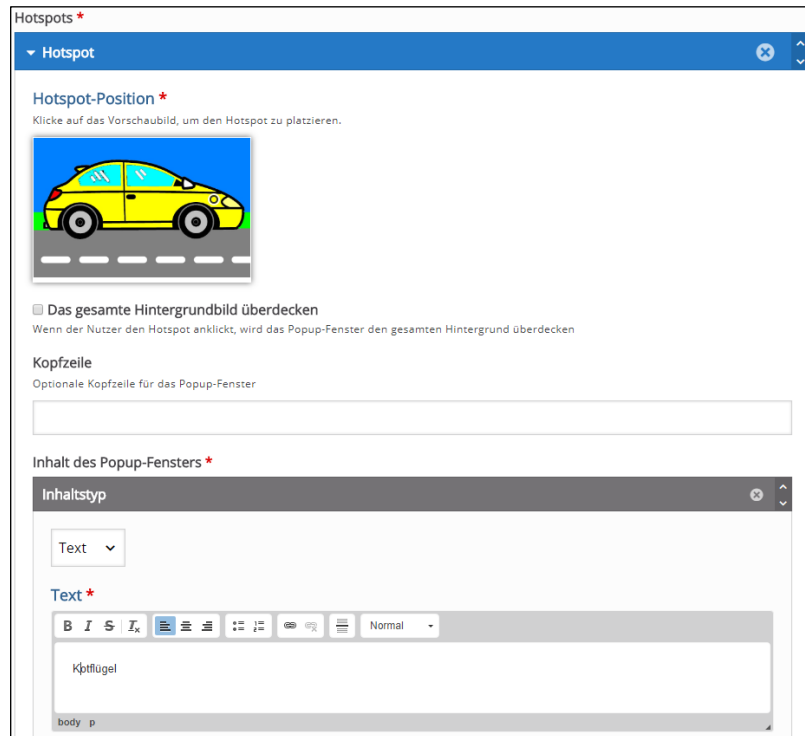 Hotspots *
Hotspot
Hotspot-Position *
Klicke auf das Vorschaubild, um den Hotspot zu platzieren.
Das gesamte Hintergrundbild überdecken
Wenn der Nutzer den Hotspot anklickt, wird das Popup-Fenster den gesamten Hintergrund überdecken
Kopfzeile
Optionale Kopfzeile für das Popup-Fenster
Inhalt des Popup-Fensters *
Inhaltstyp
Text
Text *
B I S Ix Normal
Kotflügel
body p